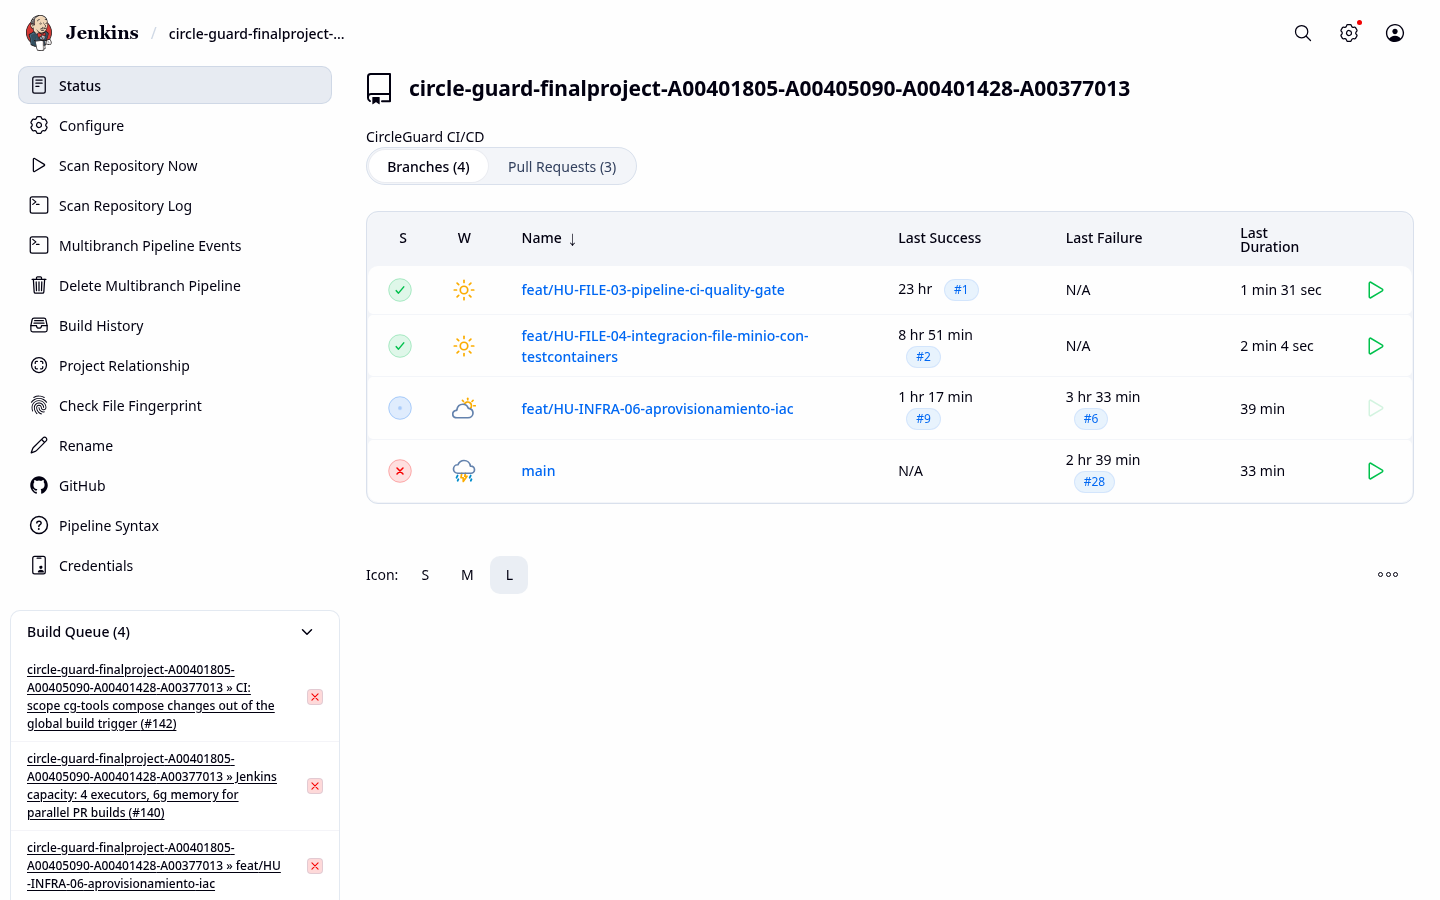 Jenkins / circle-guard-finalproject-...
Status
Configure
Scan Repository Now
Scan Repository Log
Multibranch Pipeline Events
Delete Multibranch Pipeline
Build History
Project Relationship
Check File Fingerprint
Rename
GitHub
Pipeline Syntax
Credentials
Build Queue (4)
circle-guard-finalproject-A00401805-
A00405090-A00401428-A00377013 » CI:
scope cg-tools compose changes out of the
global build trigger (#142)
circle-guard-finalproject-A00401805-
A00405090-A00401428-A00377013 » Jenkins
capacity: 4 executors, 6g memory for
parallel PR builds (#140)
circle-guard-finalproject-A00401805-
A00405090-A00401428-A00377013 » feat/HU
-INFRA-06-aprovisionamiento-iac
circle-guard-finalproject-A00401805-A00405090-A00401428-A00377013
CircleGuard CI/CD
Branches (4) Pull Requests (3)
S W Name ↓ Last Success Last Failure Last
Duration
feat/HU-FILE-03-pipeline-ci-quality-gate 23 hr #1 N/A 1 min 31 sec
feat/HU-FILE-04-integracion-file-minio-con-
testcontainers 8 hr 51 min
#2 N/A 2 min 4 sec
feat/HU-INFRA-06-aprovisionamiento-iac 1 hr 17 min
#9 3 hr 33 min
#6 39 min
main N/A 2 hr 39 min
#28 33 min
Icon: S M L